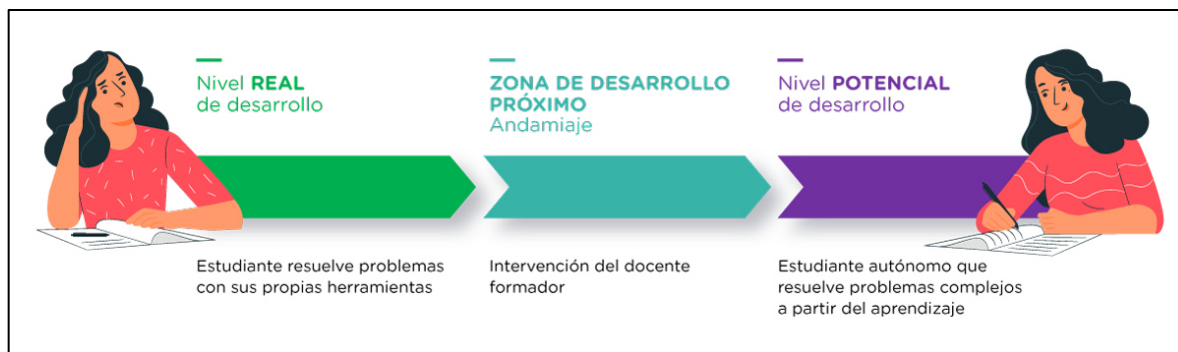 Nivel REAL
de desarrollo
Estudiante resuelve problemas
con sus propias herramientas
ZONA DE DESARROLLO
PRÓXIMO
Andamiaje
Intervención del docente
formador
Nivel POTENCIAL
de desarrollo
Estudiante autónomo que
resuelve problemas complejos
a partir del aprendizaje